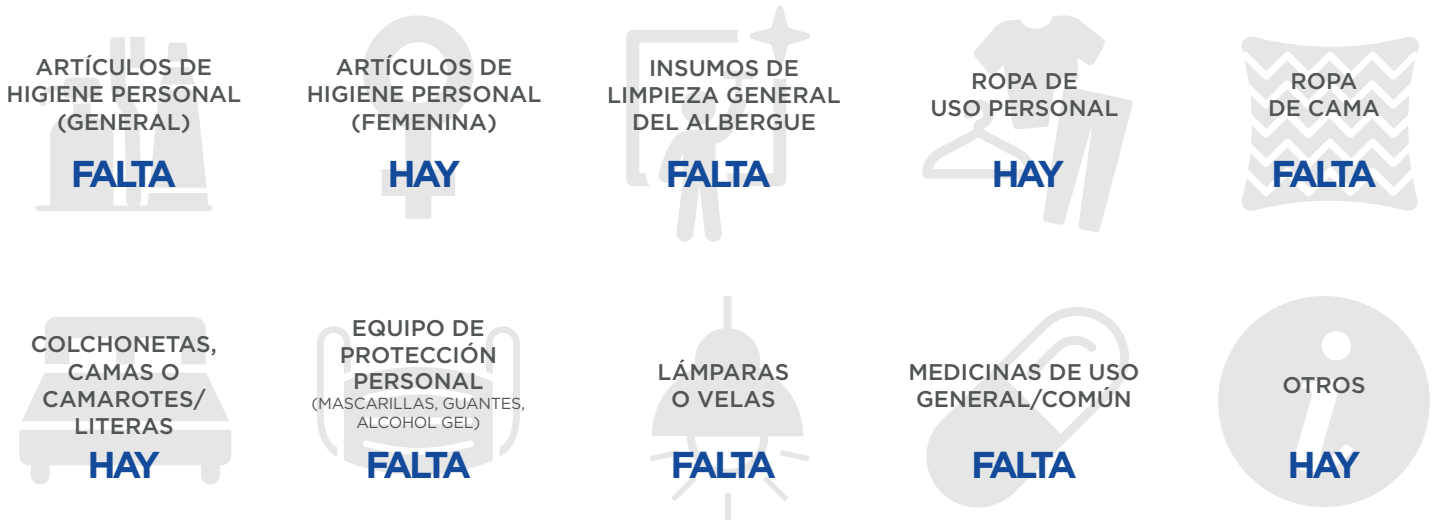 ARTÍCULOS DE
HIGIENE PERSONAL
(GENERAL)
FALTA
ARTÍCULOS DE
HIGIENE PERSONAL
(FEMENINA)
HAY
INSUMOS DE
LIMPIEZA GENERAL
DEL ALBERGUE
FALTA
ROPA DE
USO PERSONAL
HAY
ROPA
DE CAMA
FALTA
COLCHONETAS,
CAMAS O
CAMAROTES/
LITERAS
HAY
EQUIPO DE
PROTECCIÓN
PERSONAL
(MASCARILLAS, GUANTES,
ALCOHOL GEL)
FALTA
LÁMPARAS
O VELAS
FALTA
MEDICINAS DE USO
GENERAL/COMÚN
FALTA
OTROS
HAY